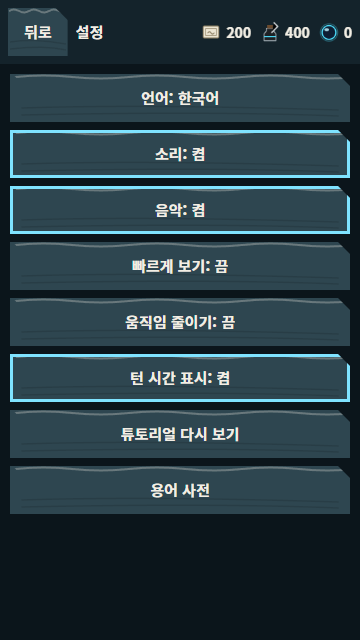 뒤로 설정 200 400 0
언어: 한국어
소리: 켬
음악: 켬
빠르게 보기: 끔
움직임 줄이기: 끔
턴 시간 표시: 켬
튜토리얼 다시 보기
용어 사전